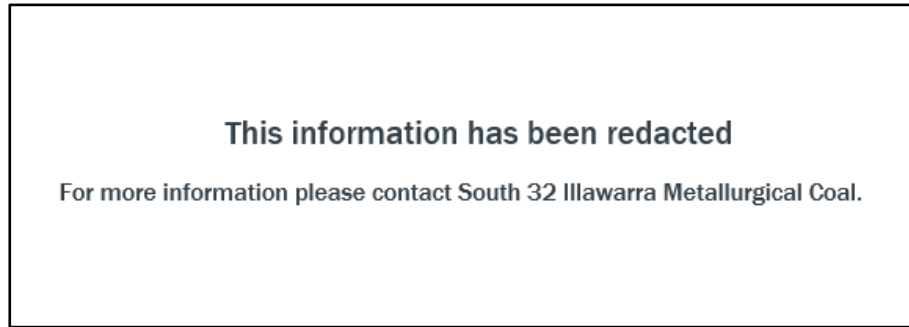 This information has been redacted
For more information please contact South 32 Illawarra Metallurgical Coal.